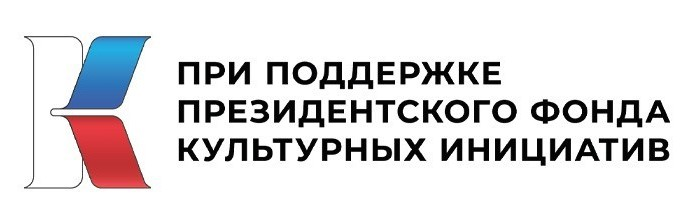 ПРИ ПОДДЕРЖКЕ
ПРЕЗИДЕНТСКОГО ФОНДА
КУЛЬТУРНЫХ ИНИЦИАТИВ